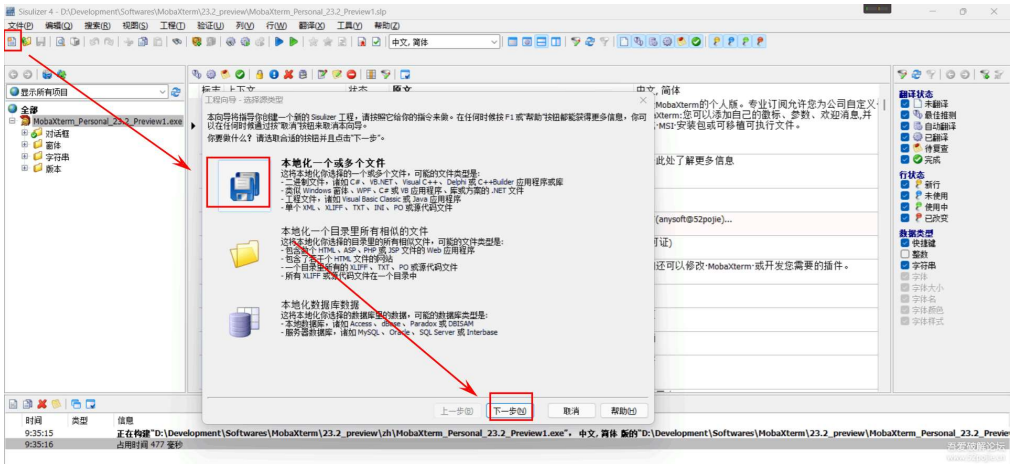 Sisulizer 4 - D:\Development\Softwares\MobaXterm\23.2_preview\MobaXterm_Personal_23.2_Preview1.slp
文件(F) 编辑(Q) 搜索(R) 视图(S) 工程(T) 验证(U) 列(V) 行(W) 翻译(X) 工具(Y) 帮助(Z)
中文, 简体
显示所有项目
标志 上下文 状态 原文 中文, 简体
全部
MobaXterm_Personal_23.2_Preview1.exe
对话框
窗体
字符串
版本
工程向导 - 选择源类型
本向导将指导你创建一个新的 Sisulizer 工程，请按照它给你的指令来做。在任何时候按 F1 或"帮助"按钮都能获得更多信息，你可以在任何时候通过按"取消"按钮来取消本向导。
你要做什么？请选取合适的按钮并且点击"下一步"。
本地化一个或多个文件
这将本地化你选择的一个或多个文件，可能的文件类型是:
- 二进制文件，诸如 C#、VB.NET、Visual C++、Delphi 或 C++Builder 应用程序或库
- 类似 Windows 窗体、WPF、C# 或 VB 应用程序、库或方案的 .NET 文件
- 工程文件，诸如 Visual Basic Classic 或 Java 应用程序
- 单个 XML、XLIFF、TXT、INI、PO 或源代码文件
本地化一个目录里所有相似的文件
这将本地化你选择的目录里的所有相似文件，可能的文件类型是:
- 包含数个 HTML、ASP、PHP 或 JSP 文件的 Web 应用程序
- 包含了若干个 HTML 文件的网站
- 一个目录里所有的 XLIFF、TXT、PO 或源代码文件
- 所有 XLIFF 或源代码文件在一个目录中
本地化数据库数据
这将本地化你选择的数据库里的数据，可能的数据库类型是:
- 本地数据库，诸如 Access、dBase、Paradox 或 DBISAM
- 服务器数据库，诸如 MySQL、Oracle、SQL Server 或 Interbase
上一步(B) 下一步(N) 取消 帮助(H)
MobaXterm的个人版。专业订阅允许您为公司自定义
Xterm:您可以添加自己的徽标、参数、欢迎消息,并
MSI·安装包或可移植可执行文件。
此处了解更多信息
(anysoft@52pojie)...
可证)
还可以修改·MobaXterm·或开发您需要的插件。
翻译状态
未翻译
最佳推测
自动翻译
已翻译
待复查
完成
行状态
新行
未使用
使用中
已改变
数据类型
快捷键
整数
字符串
字体
字体大小
字体名
字体颜色
字体样式
时间 类型 信息
9:35:15 正在构建"D:\Development\Softwares\MobaXterm\23.2_preview\zh\MobaXterm_Personal_23.2_Preview1.exe"，中文, 简体 版的"D:\Development\Softwares\MobaXterm\23.2_preview\MobaXterm_Personal_23.2_Preview
9:35:16 占用时间 477 毫秒
吾爱破解论坛
www.52pojie.cn